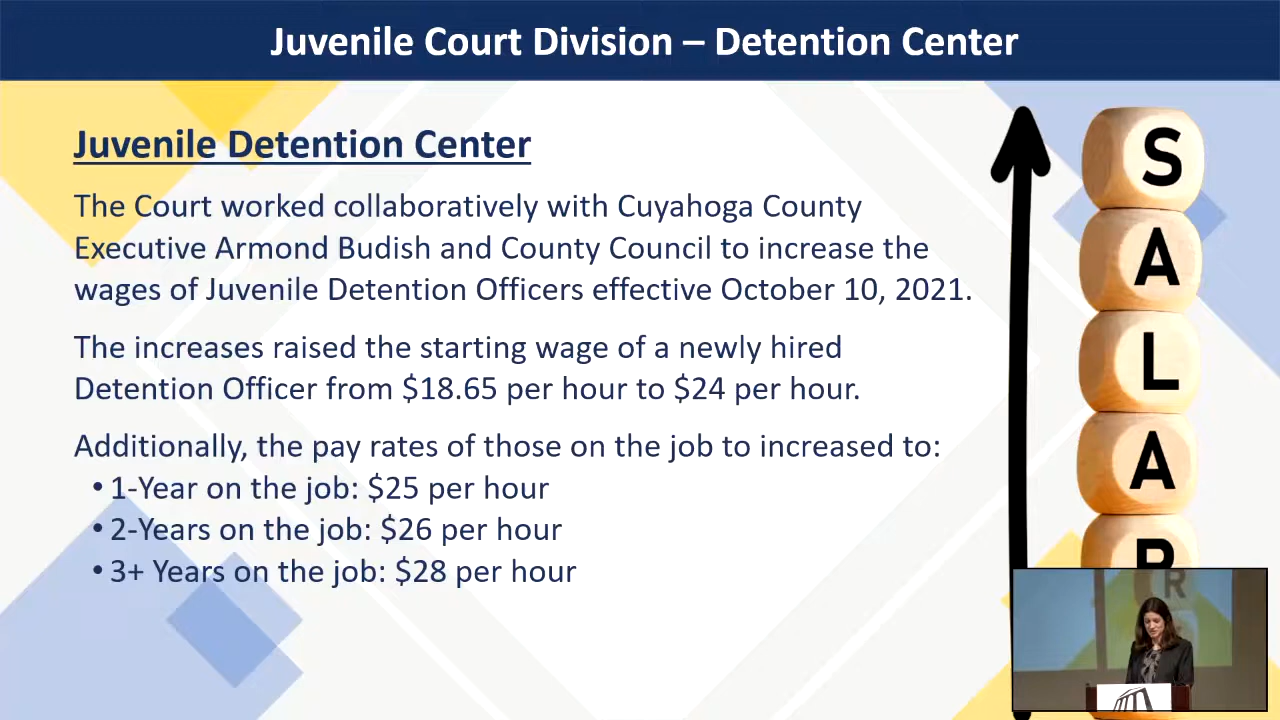 Juvenile Court Division – Detention Center
Juvenile Detention Center
The Court worked collaboratively with Cuyahoga County
Executive Armond Budish and County Council to increase the
wages of Juvenile Detention Officers effective October 10, 2021.
The increases raised the starting wage of a newly hired
Detention Officer from $18.65 per hour to $24 per hour.
Additionally, the pay rates of those on the job to increased to:
• 1-Year on the job: $25 per hour
• 2-Years on the job: $26 per hour
• 3+ Years on the job: $28 per hour
S
A
L
A
R
R